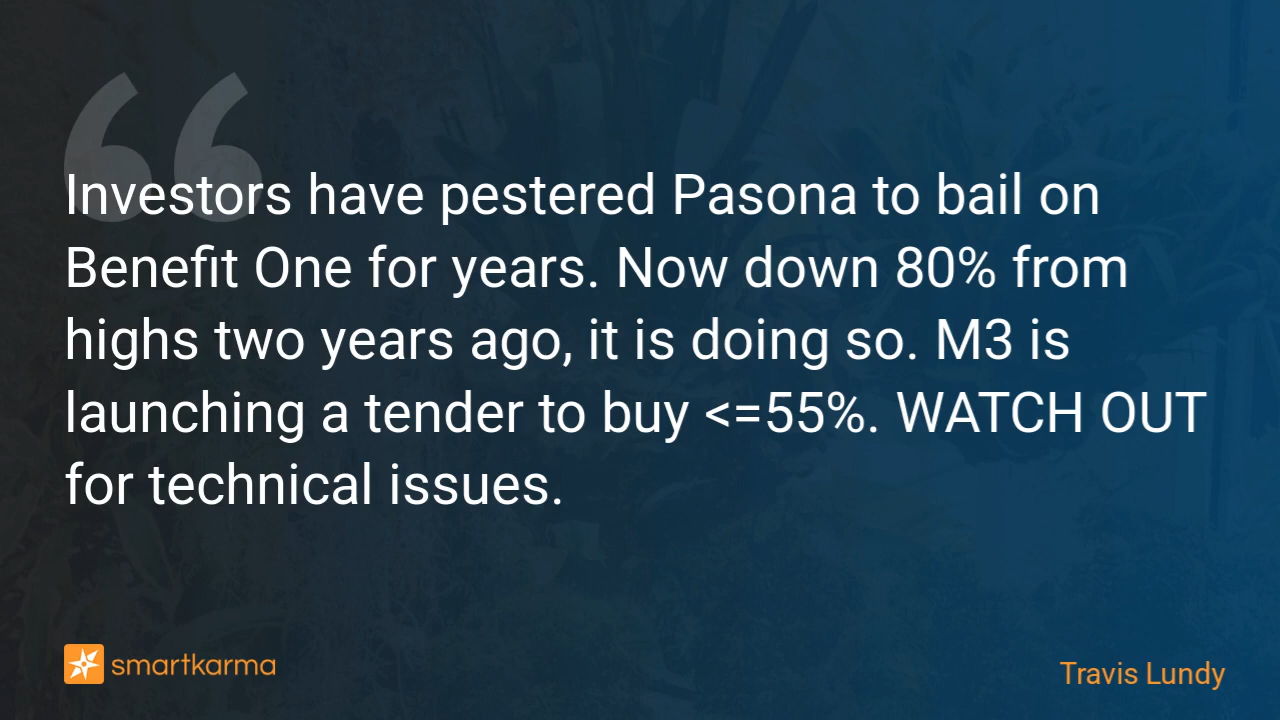 Investors have pestered Pasona to bail on
Benefit One for years. Now down 80% from
highs two years ago, it is doing so. M3 is
launching a tender to buy <=55%. WATCH OUT
for technical issues.
smartkarma
Travis Lundy